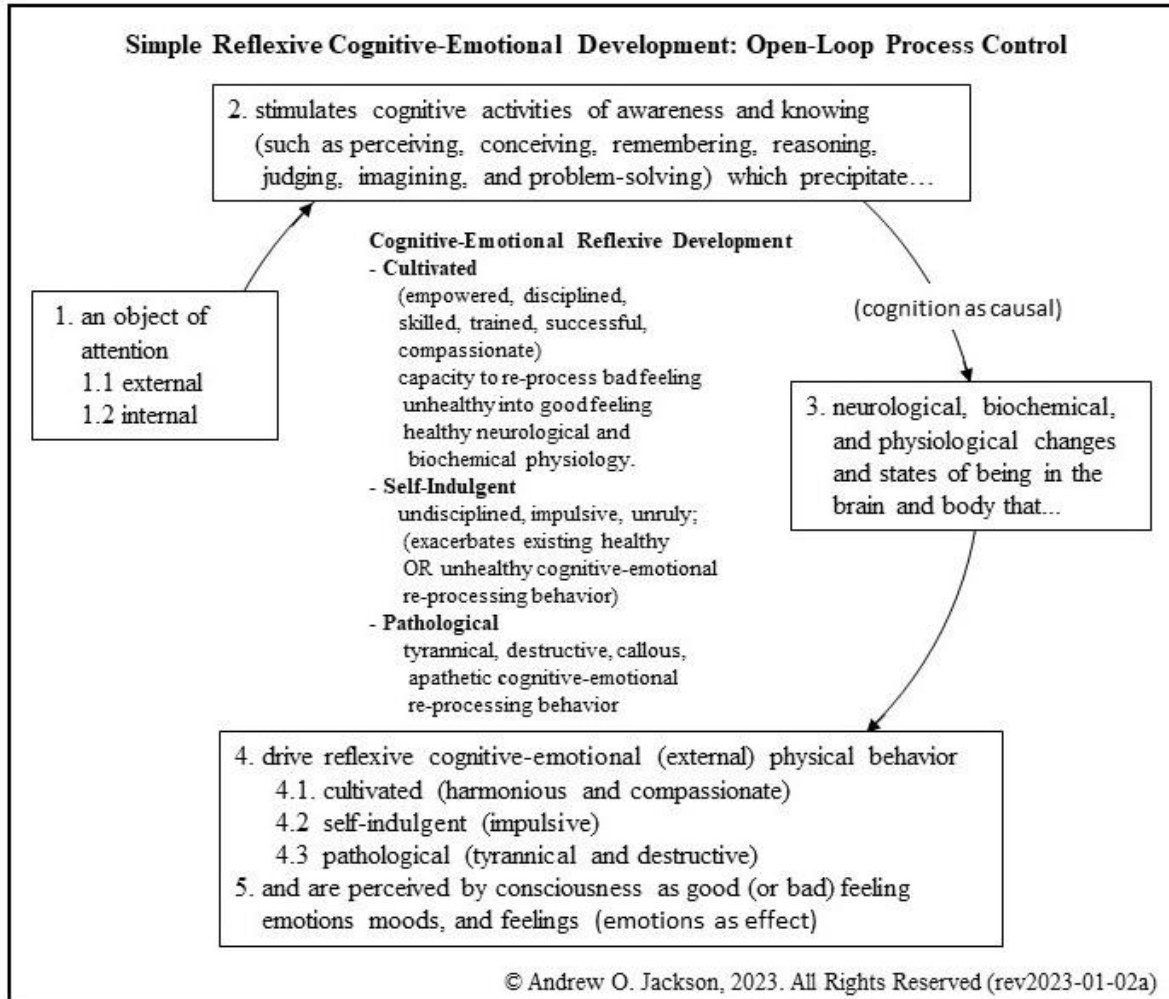 Simple Reflexive Cognitive-Emotional Development: Open-Loop Process Control
2. stimulates cognitive activities of awareness and knowing
(such as perceiving, conceiving, remembering, reasoning,
judging, imagining, and problem-solving) which precipitate…
1. an object of
attention
1.1 external
1.2 internal
Cognitive-Emotional Reflexive Development
- Cultivated
(empowered, disciplined,
skilled, trained, successful,
compassionate)
capacity to re-process bad feeling
unhealthy into good feeling
healthy neurological and
biochemical physiology.
- Self-Indulgent
undisciplined, impulsive, unruly;
(exacerbates existing healthy
OR unhealthy cognitive-emotional
re-processing behavior)
- Pathological
tyrannical, destructive, callous,
apathetic cognitive-emotional
re-processing behavior
(cognition as causal)
3. neurological, biochemical,
and physiological changes
and states of being in the
brain and body that...
4. drive reflexive cognitive-emotional (external) physical behavior
4.1. cultivated (harmonious and compassionate)
4.2 self-indulgent (impulsive)
4.3 pathological (tyrannical and destructive)
5. and are perceived by consciousness as good (or bad) feeling
emotions moods, and feelings (emotions as effect)
© Andrew O. Jackson, 2023. All Rights Reserved (rev2023-01-02a)